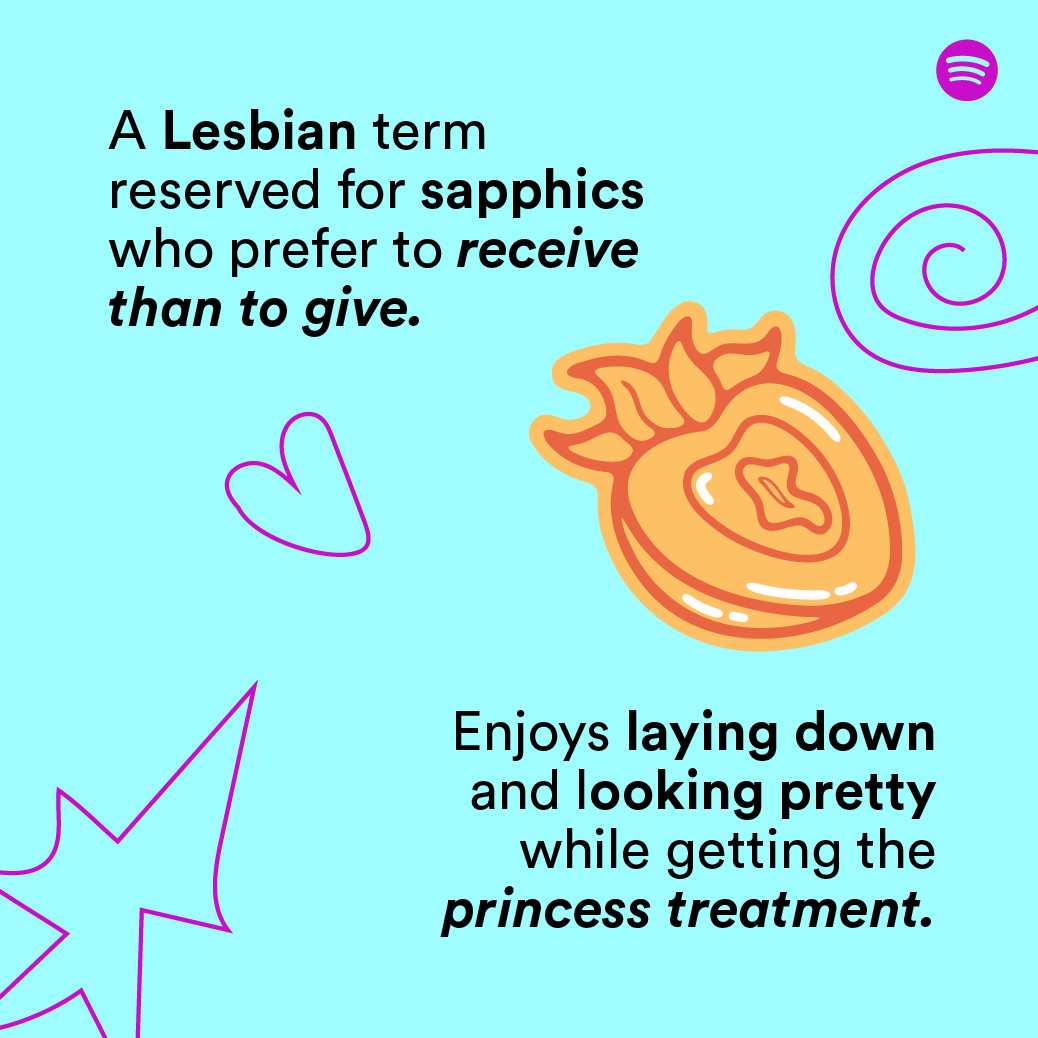 A Lesbian term
reserved for sapphics
who prefer to receive
than to give.
Enjoys laying down
and looking pretty
while getting the
princess treatment.